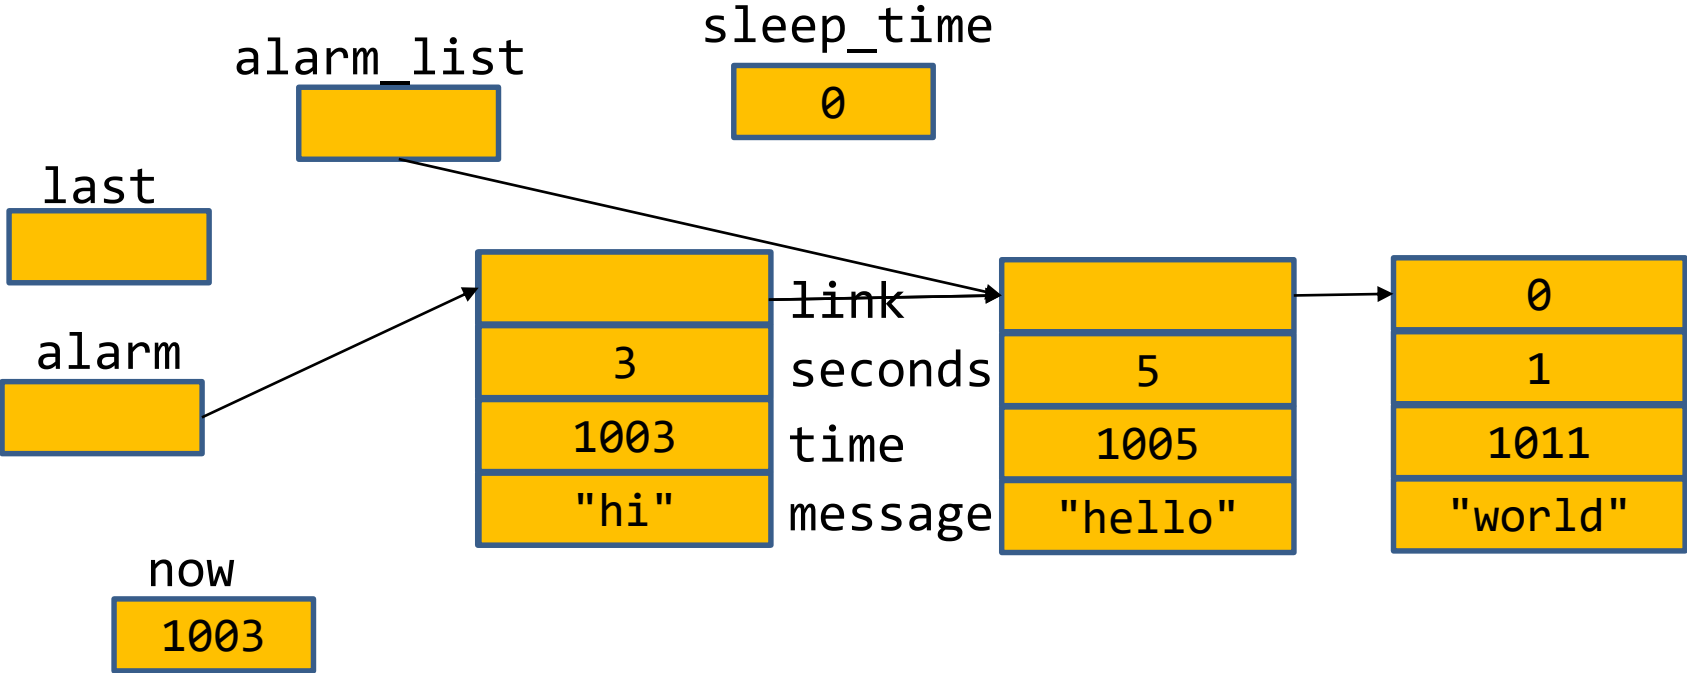 sleep_time
alarm_list
0
last
link
0
alarm
3
seconds
5
1
1003
time
1005
1011
"hi"
message
"hello"
"world"
now
1003